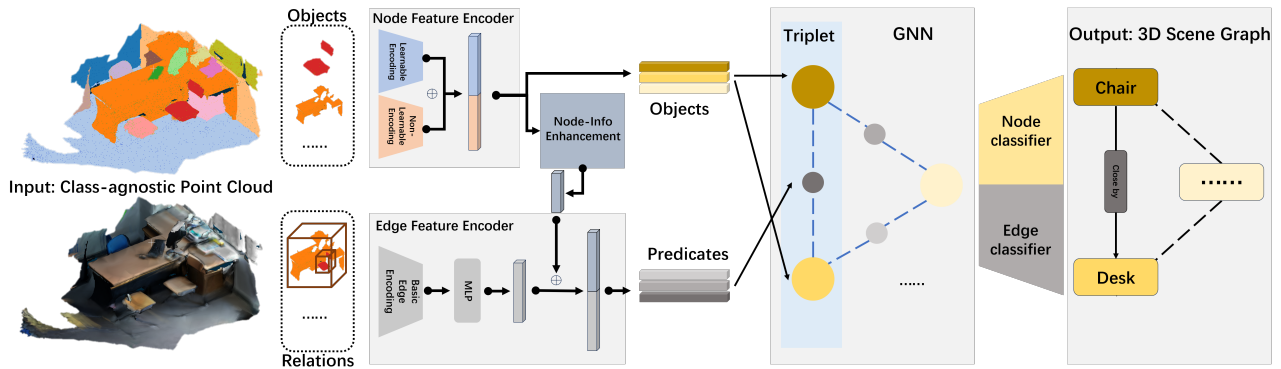 Objects
Node Feature Encoder
Learnable
Encoding
Non-
Learnable
Encoding
⊕
……
Input: Class-agnostic Point Cloud
Node-Info
Enhancement
Objects
Triplet
GNN
Output: 3D Scene Graph
Node
classifier
Edge
classifier
Chair
Close by
……
Desk
Edge Feature Encoder
Basic
Edge
Encoding
MLP
⊕
Predicates
……
……
Relations